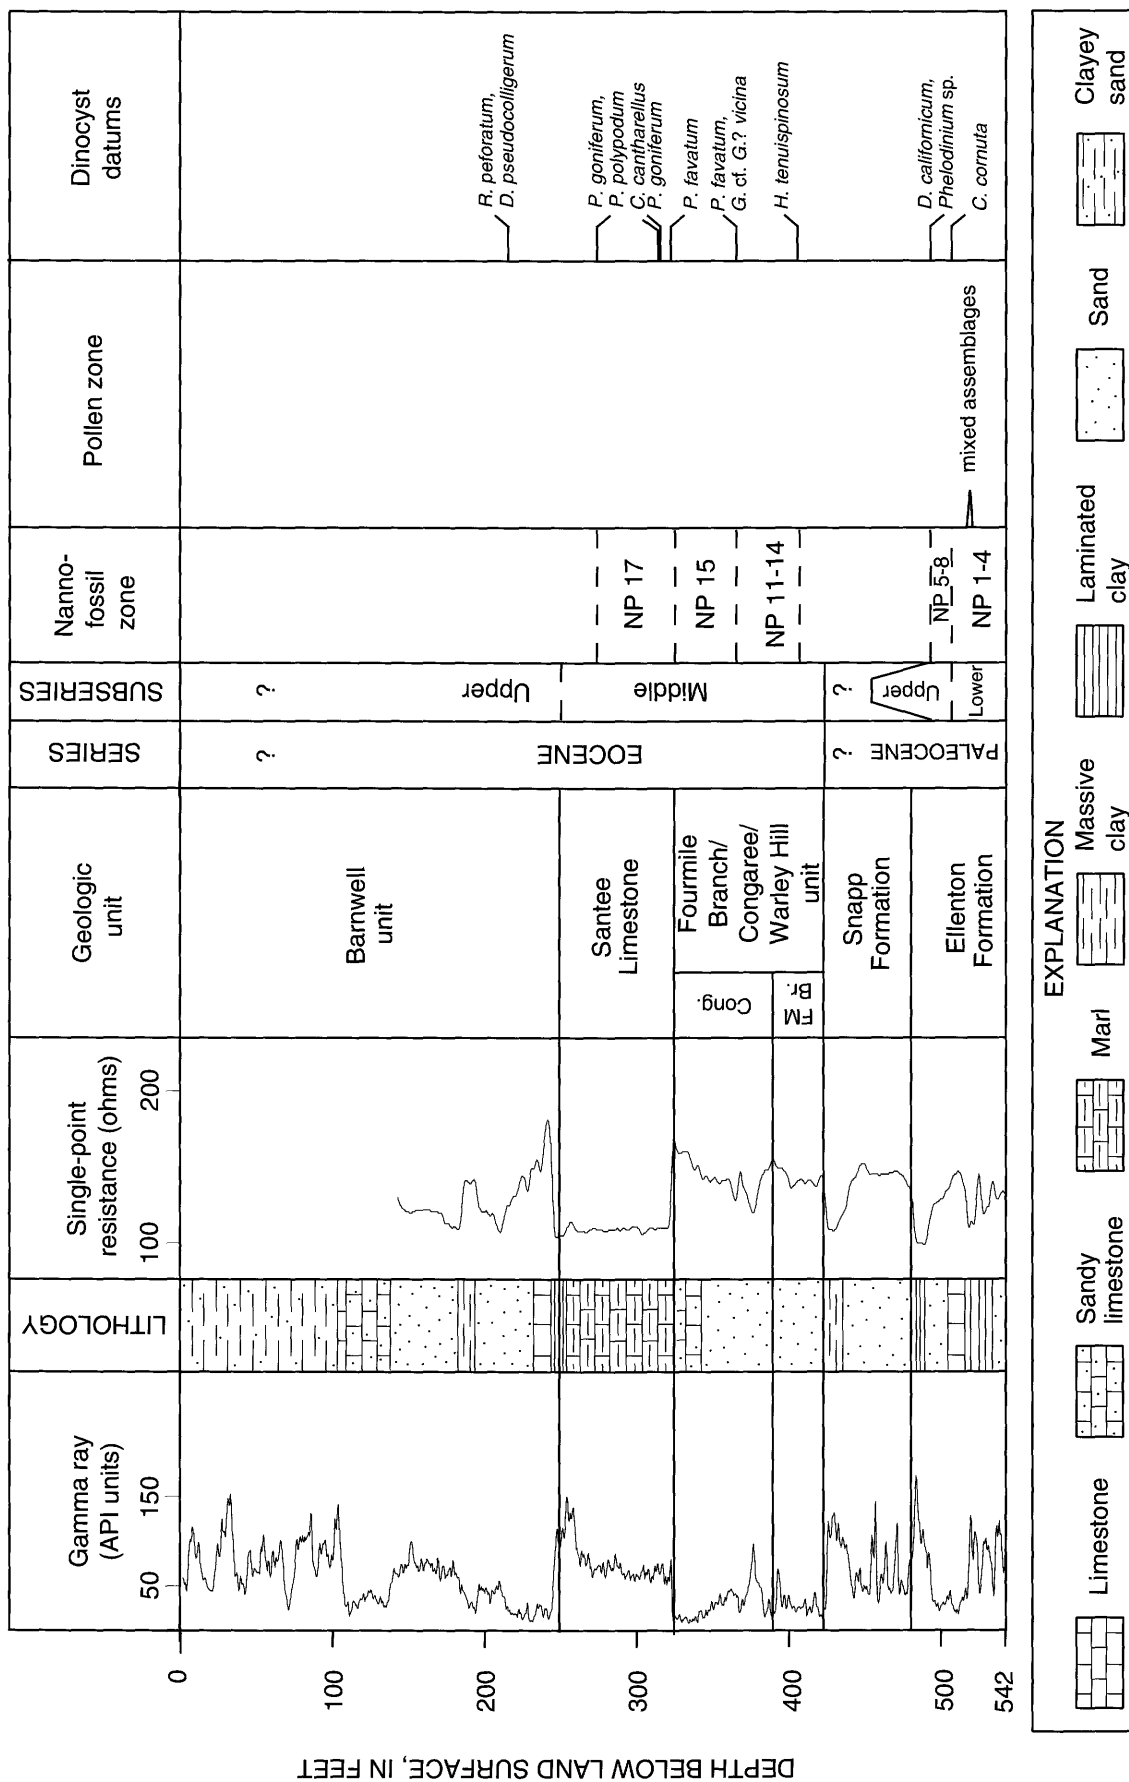 DEPTH BELOW LAND SURFACE, IN FEET
0
100
200
300
400
500
542
Gamma ray
(API units)
50
150
LITHOLOGY
Single-point
resistance (ohms)
100
200
Geologic
unit
Barnwell
unit
Santee
Limestone
Fourmile
Branch/
Congaree/
Warley Hill
unit
Cong.
FM
Br.
Snapp
Formation
Ellenton
Formation
SERIES
?
EOCENE
?
PALEOCENE
SUBSERIES
?
Upper
Middle
?
Upper
Lower
Nanno-
fossil
zone
NP 17
NP 15
NP 11-14
NP 5-8
NP 1-4
Pollen zone
mixed assemblages
Dinocyst
datums
R. peforatum,
D. pseudocolligerum
P. goniferum,
P. polypodum
C. cantharellus
P. goniferum
P. favatum
P. favatum,
G. cf. G.? vicina
H. tenuispinosum
D. californicum,
Phelodinium sp.
C. cornuta
EXPLANATION
Limestone
Sandy
limestone
Marl
Massive
clay
Laminated
clay
Sand
Clayey
sand